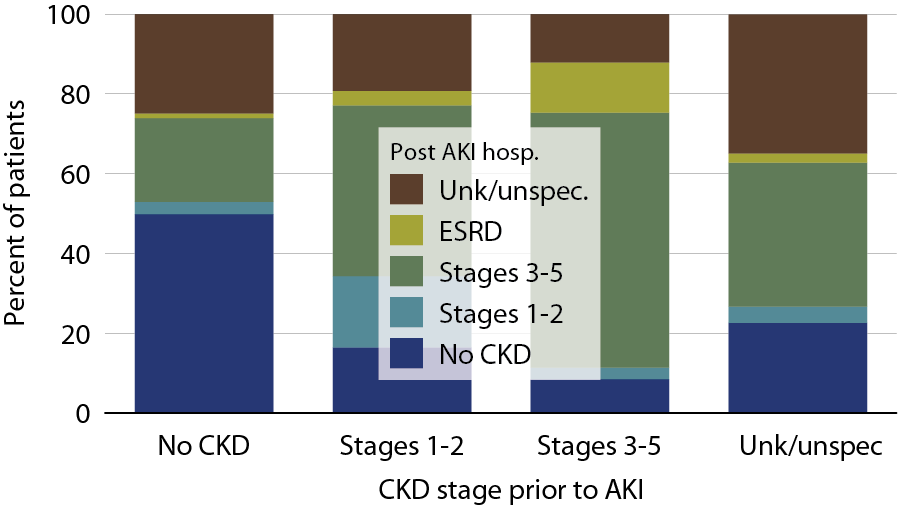 100
80
60
40
20
0
Percent of patients
Post AKI hosp.
Unk/unspec.
ESRD
Stages 3-5
Stages 1-2
No CKD
No CKD
Stages 1-2
Stages 3-5
Unk/unspec
CKD stage prior to AKI